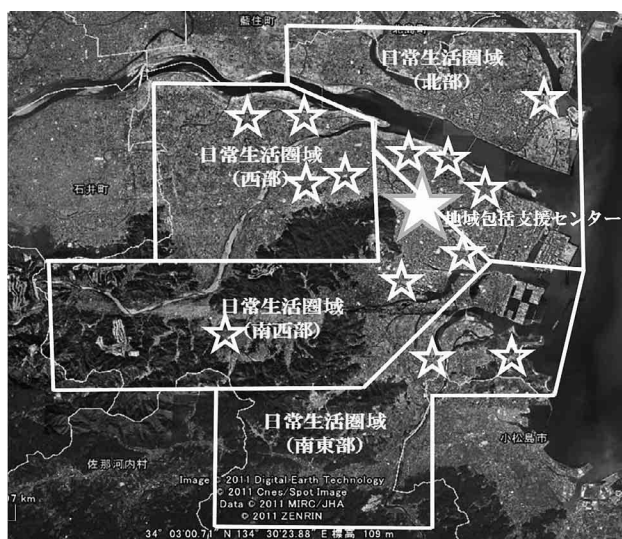 藍住町
北島町
日常生活圏域
(北部)
日常生活圏域
(西部)
石井町
地域包括支援センター
日常生活圏域
(南西部)
日常生活圏域
(南東部)
小松島市
佐那河内村
Image © 2011 Digital Earth Technology
© 2011 Cnes/Spot Image
Data © 2011 MIRC/JHA
© 2011 ZENRIN
7 km
34° 03'00.71" N 134° 30'23.88" E 標高 109 m